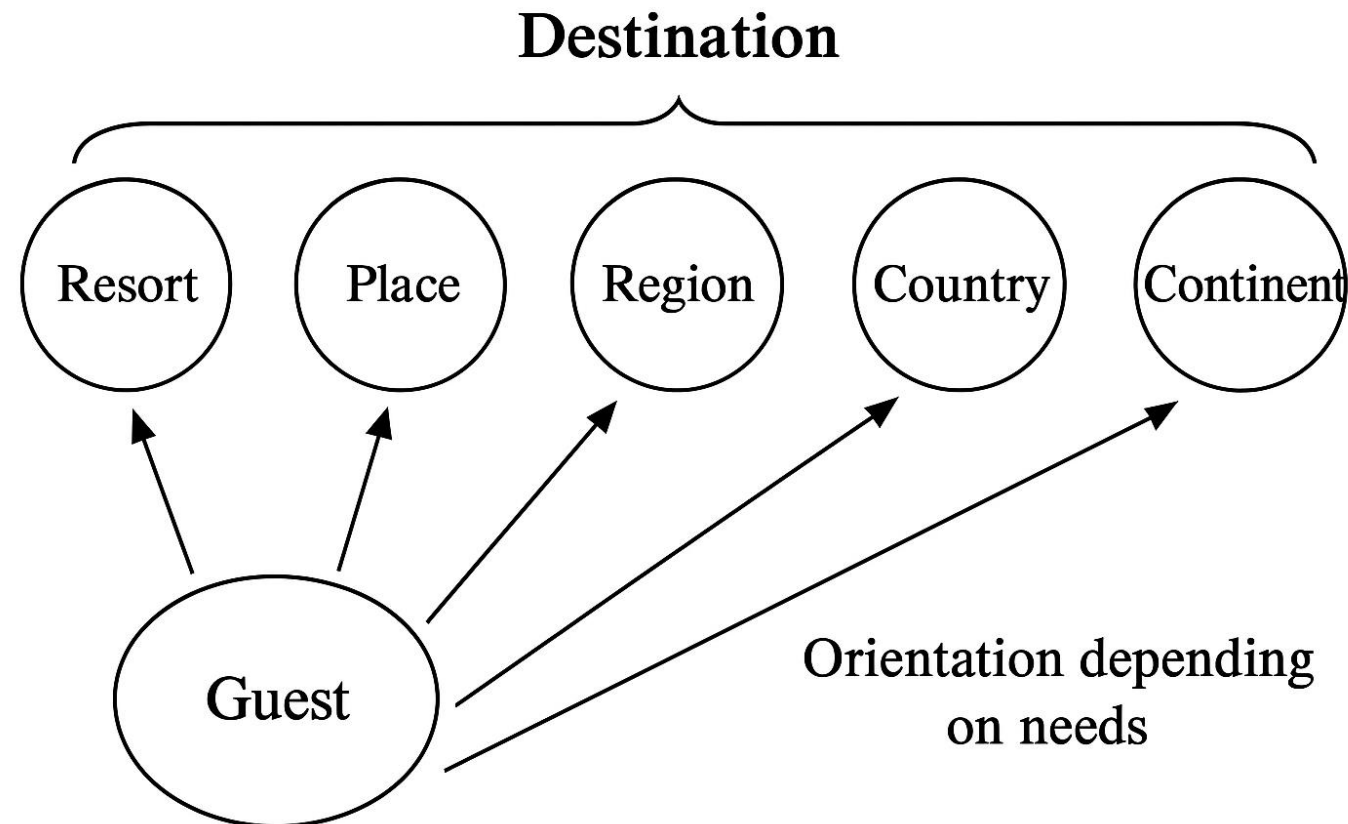 Destination
Resort
Place
Region
Country
Continent
Guest
Orientation depending
on needs